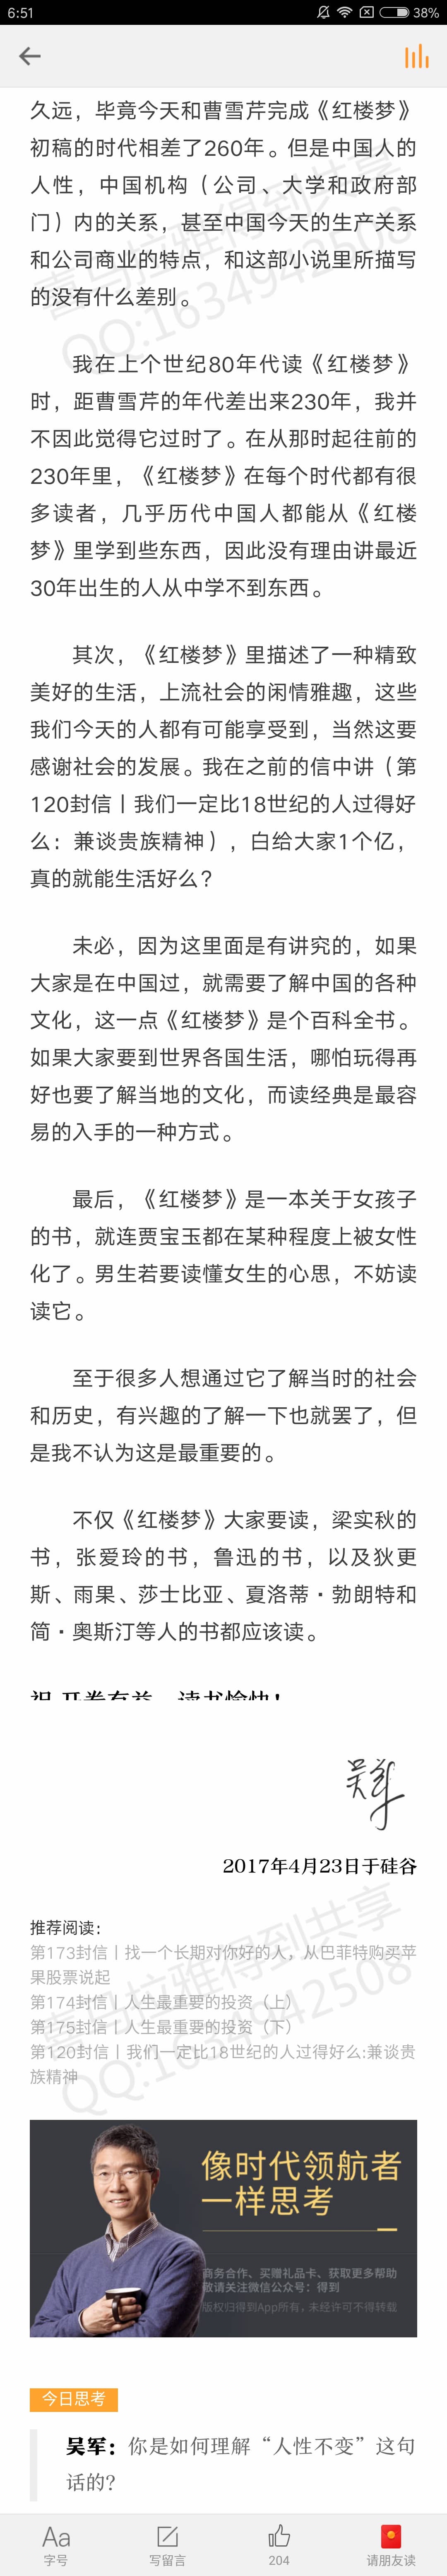 6:51
38%
久远，毕竟今天和曹雪芹完成《红楼梦》
初稿的时代相差了260年。但是中国人的
人性，中国机构（公司、大学和政府部
门）内的关系，甚至中国今天的生产关系
和公司商业的特点，和这部小说里所描写
的没有什么差别。
我在上个世纪80年代读《红楼梦》
时，距曹雪芹的年代差出来230年，我并
不因此觉得它过时了。在从那时起往前的
230年里，《红楼梦》在每个时代都有很
多读者，几乎历代中国人都能从《红楼
梦》里学到些东西，因此没有理由讲最近
30年出生的人从中学不到东西。
其次，《红楼梦》里描述了一种精致
美好的生活，上流社会的闲情雅趣，这些
我们今天的人都有可能享受到，当然这要
感谢社会的发展。我在之前的信中讲（第
120封信丨我们一定比18世纪的人过得好
么：兼谈贵族精神），白给大家1个亿，
真的就能生活好么？
未必，因为这里面是有讲究的，如果
大家是在中国过，就需要了解中国的各种
文化，这一点《红楼梦》是个百科全书。
如果大家要到世界各国生活，哪怕玩得再
好也要了解当地的文化，而读经典是最容
易的入手的一种方式。
最后，《红楼梦》是一本关于女孩子
的书，就连贾宝玉都在某种程度上被女性
化了。男生若要读懂女生的心思，不妨读
读它。
至于很多人想通过它了解当时的社会
和历史，有兴趣的了解一下也就罢了，但
是我不认为这是最重要的。
不仅《红楼梦》大家要读，梁实秋的
书，张爱玲的书，鲁迅的书，以及狄更
斯、雨果、莎士比亚、夏洛蒂·勃朗特和
简·奥斯汀等人的书都应该读。
祝 开卷有益，读书愉快！
吴军
2017年4月23日于硅谷
推荐阅读：
第173封信丨找一个长期对你好的人，从巴菲特购买苹
果股票说起
第174封信丨人生最重要的投资（上）
第175封信丨人生最重要的投资（下）
第120封信丨我们一定比18世纪的人过得好么:兼谈贵
族精神
喜马拉雅得到共享
QQ:1634942508
喜马拉雅得到共享
QQ:1634942508
像时代领航者
一样思考
商务合作、买赠礼品卡、获取更多帮助
敬请关注微信公众号：得到
版权归得到App所有，未经许可不得转载
今日思考
吴军：你是如何理解“人性不变”这句
话的？
Aa
字号
写留言
204
请朋友读